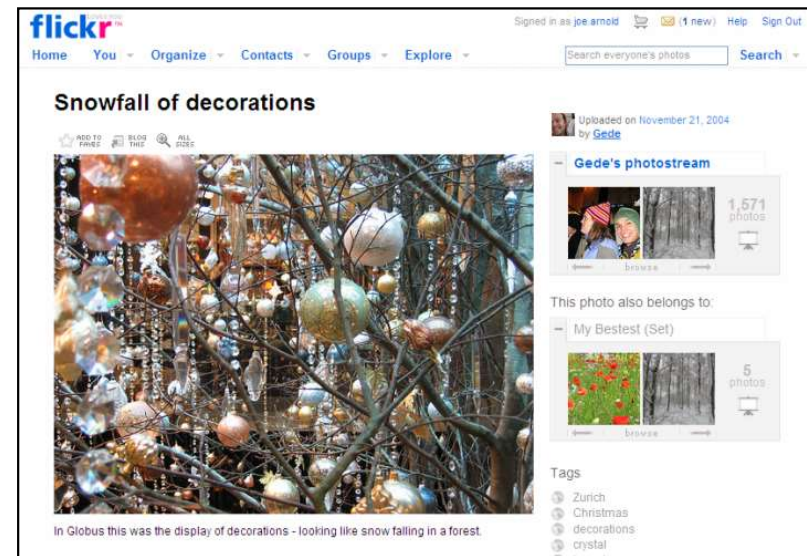 flickr
Signed in as joe.arnold (1 new) Help Sign Out
Home You Organize Contacts Groups Explore Search everyone's photos Search
Snowfall of decorations
ADD TO FAVES BLOG THIS ALL SIZES
Uploaded on November 21, 2004
by Gede
Gede's photostream
1,571
photos
browse
This photo also belongs to:
My Bestest (Set)
5
photos
browse
Tags
Zurich
Christmas
decorations
crystal
In Globus this was the display of decorations - looking like snow falling in a forest.